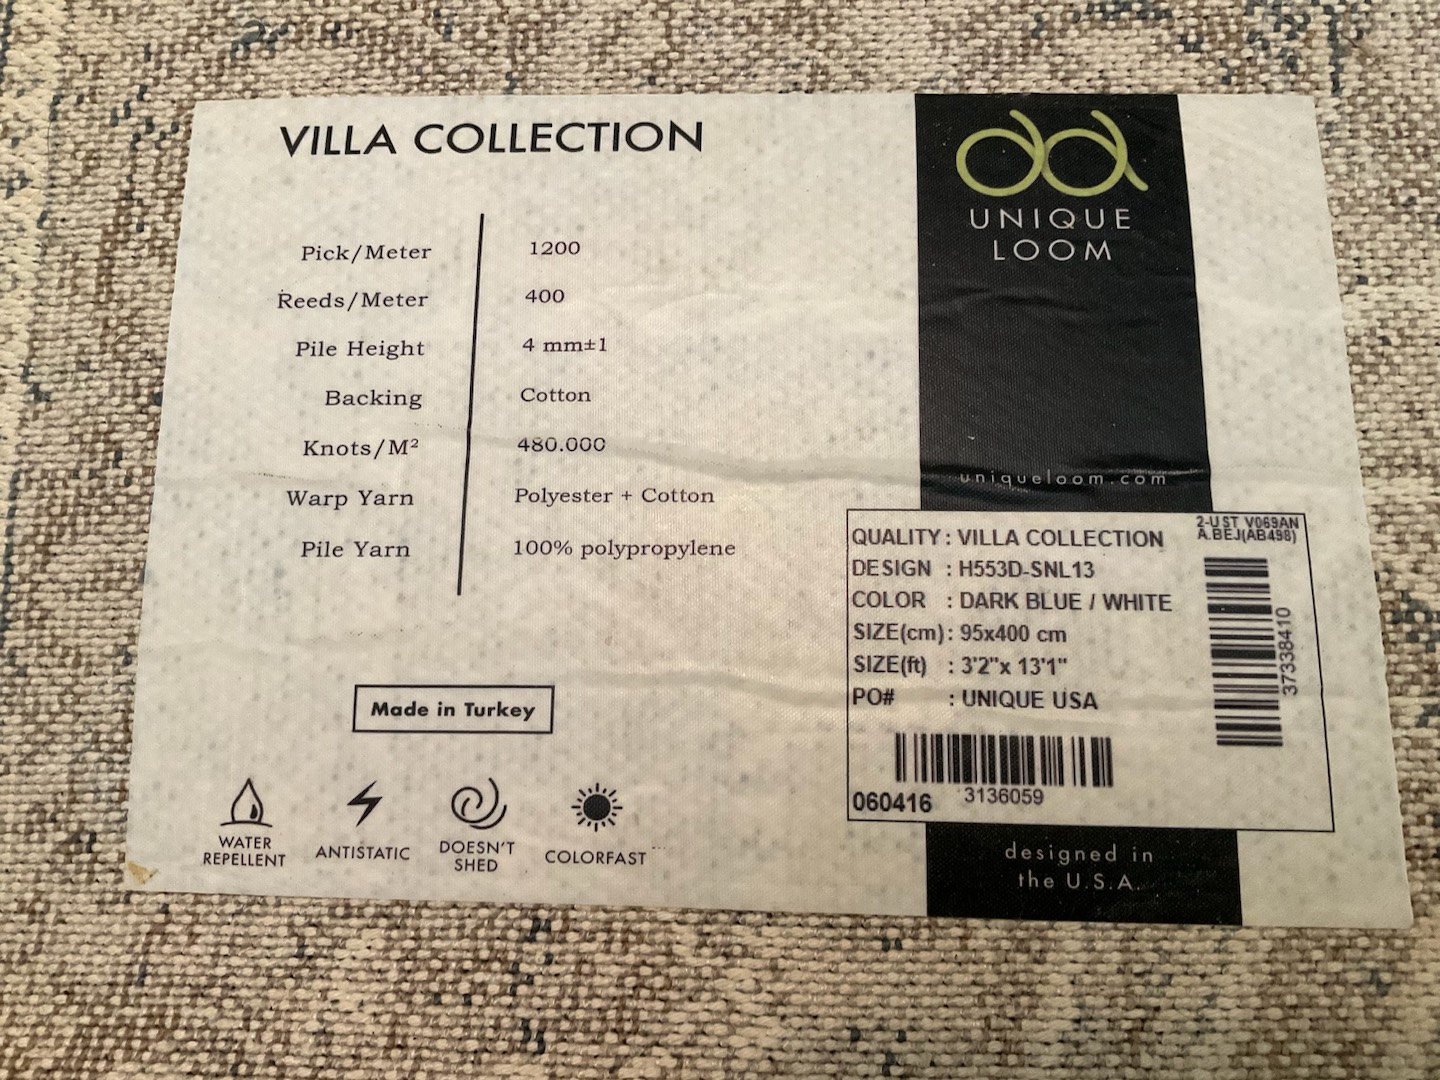 VILLA COLLECTION
Pick/Meter 1200
Reeds/Meter 400
Pile Height 4 mm±1
Backing Cotton
Knots/M² 480.000
Warp Yarn Polyester + Cotton
Pile Yarn 100% polypropylene
Made in Turkey
WATER
REPELLENT
ANTISTATIC
DOESN'T
SHED
COLORFAST
UNIQUE
LOOM
uniqueloom.com
QUALITY : VILLA COLLECTION
DESIGN : H553D-SNL13
COLOR : DARK BLUE / WHITE
SIZE(cm) : 95x400 cm
SIZE(ft) : 3'2"x 13'1"
PO# : UNIQUE USA
2-UST V069AN
A.BEJ(AB498)
37338410
060416 3136059
designed in
the U.S.A.